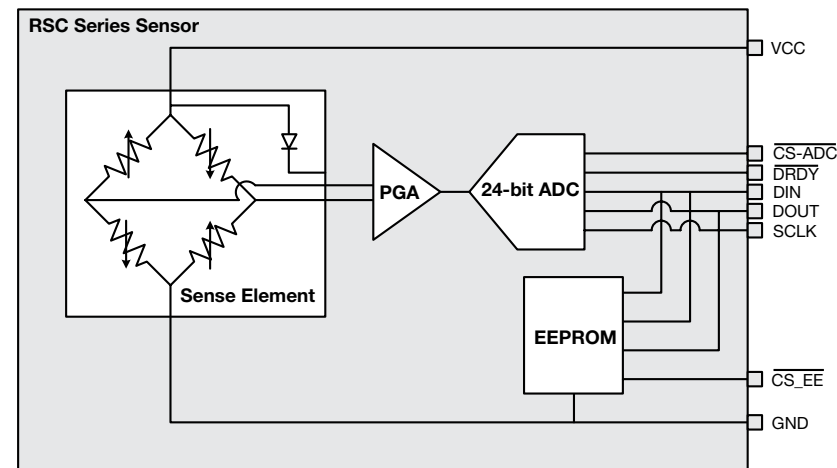 RSC Series Sensor
VCC
CS-ADC
DRDY
DIN
DOUT
SCLK
PGA
24-bit ADC
Sense Element
EEPROM
CS_EE
GND